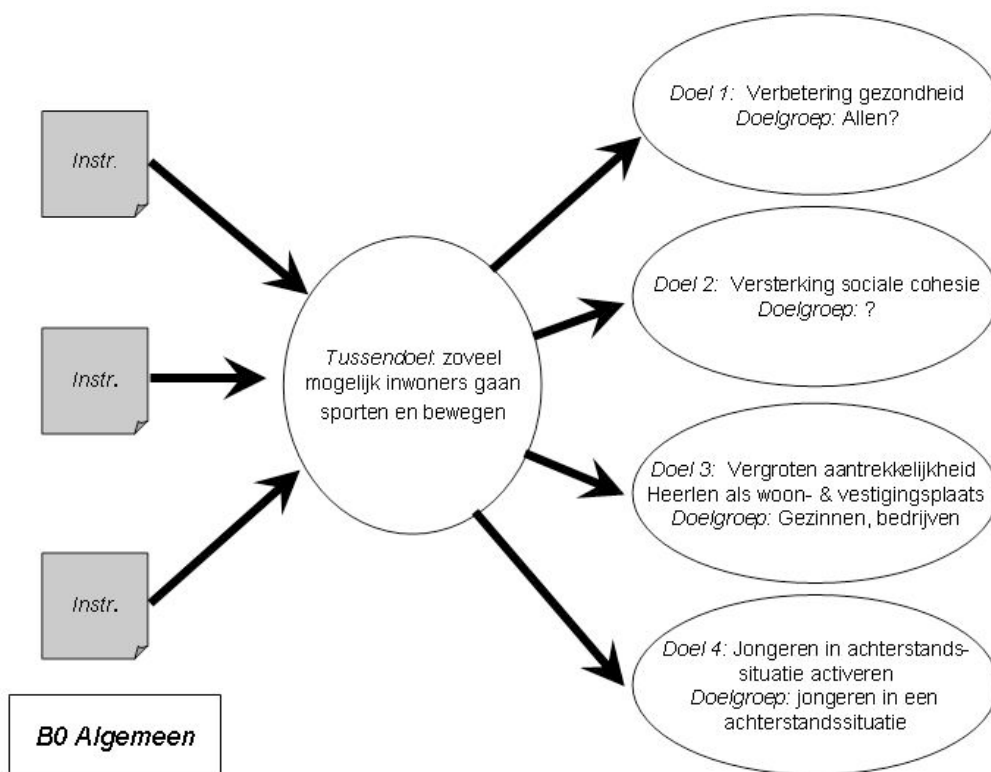 Instr.
Instr.
Instr.
B0 Algemeen
Tussendoel: zoveel
mogelijk inwoners gaan
sporten en bewegen
Doel 1: Verbetering gezondheid
Doelgroep: Allen?
Doel 2: Versterking sociale cohesie
Doelgroep: ?
Doel 3: Vergroten aantrekkelijkheid
Heerlen als woon- & vestigingsplaats
Doelgroep: Gezinnen, bedrijven
Doel 4: Jongeren in achterstands-
situatie activeren
Doelgroep: jongeren in een
achterstandssituatie